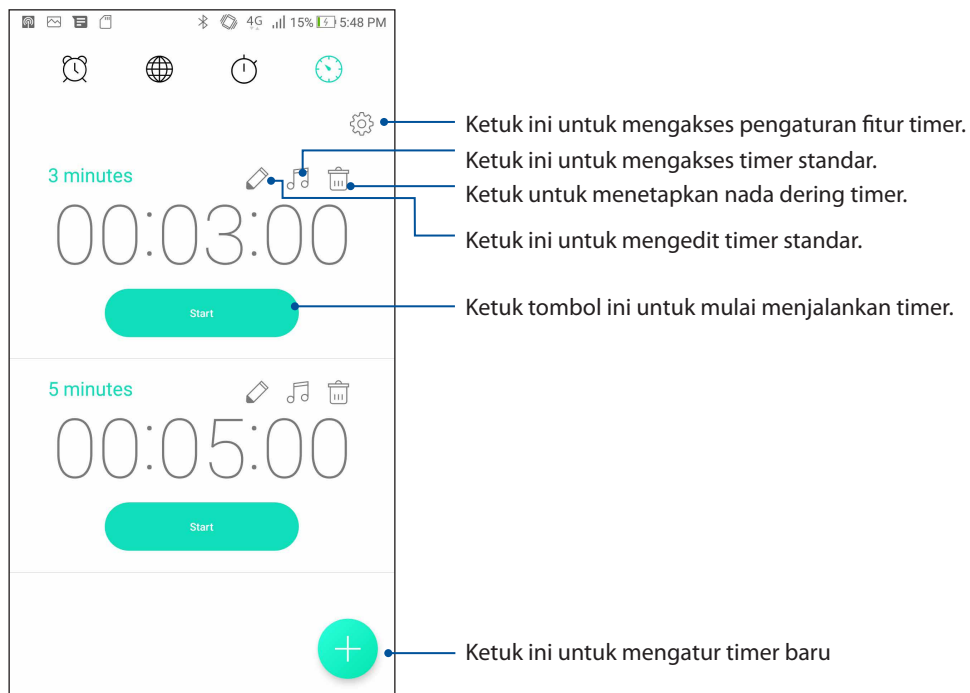 4G 15% 5:48 PM
Ketuk ini untuk mengakses pengaturan fitur timer.
Ketuk ini untuk mengakses timer standar.
3 minutes
Ketuk untuk menetapkan nada dering timer.
00:03:00
Ketuk ini untuk mengedit timer standar.
Start
Ketuk tombol ini untuk mulai menjalankan timer.
5 minutes
00:05:00
Start
Ketuk ini untuk mengatur timer baru